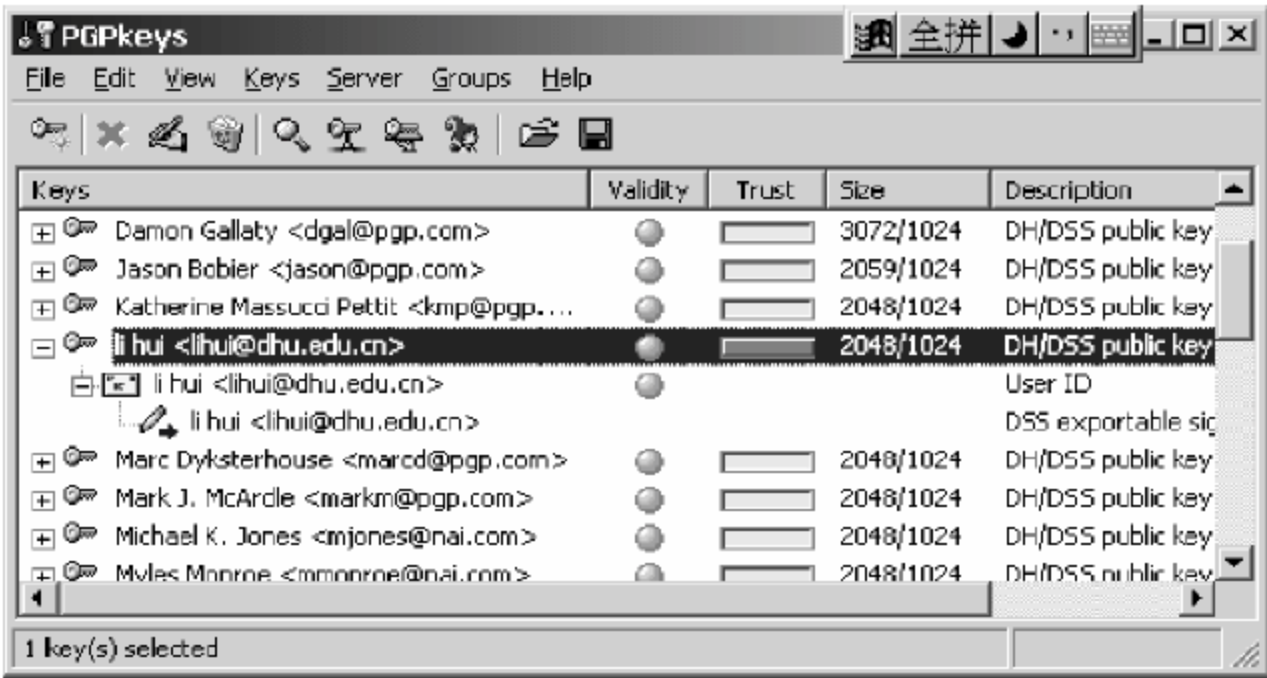 PGPkeys 全拼
File Edit View Keys Server Groups Help
Keys Validity Trust Size Description
Damon Gallaty <dgal@pgp.com> 3072/1024 DH/DSS public key
Jason Bobier <jason@pgp.com> 2059/1024 DH/DSS public key
Katherine Massucci Pettit <kmp@pgp.... 2048/1024 DH/DSS public key
li hui <lihui@dhu.edu.cn> 2048/1024 DH/DSS public key
li hui <lihui@dhu.edu.cn> User ID
li hui <lihui@dhu.edu.cn> DSS exportable sig
Marc Dyksterhouse <marcd@pgp.com> 2048/1024 DH/DSS public key
Mark J. McArdle <markm@pgp.com> 2048/1024 DH/DSS public key
Michael K. Jones <mjones@nai.com> 2048/1024 DH/DSS public key
Myles Monroe <mmonroe@nai.com> 2048/1024 DH/DSS public key
1 key(s) selected